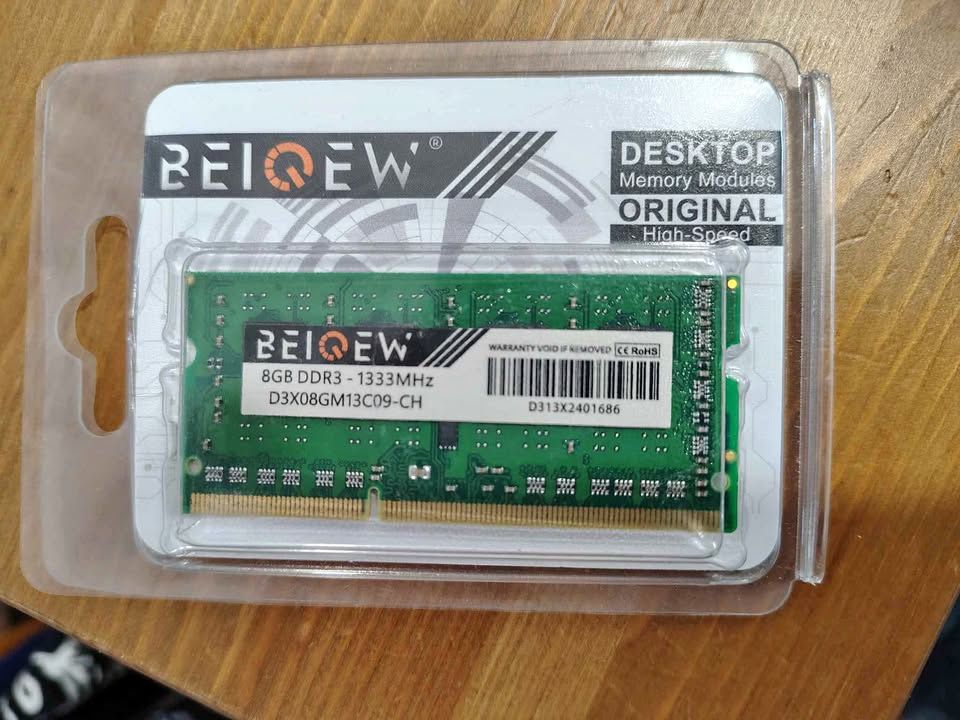 BEIQEW®
DESKTOP
Memory Modules
ORIGINAL
High-Speed
BEIQEW
8GB DDR3 - 1333MHz
D3X08GM13C09-CH
WARRANTY VOID IF REMOVED CE RoHS
D313X2401686